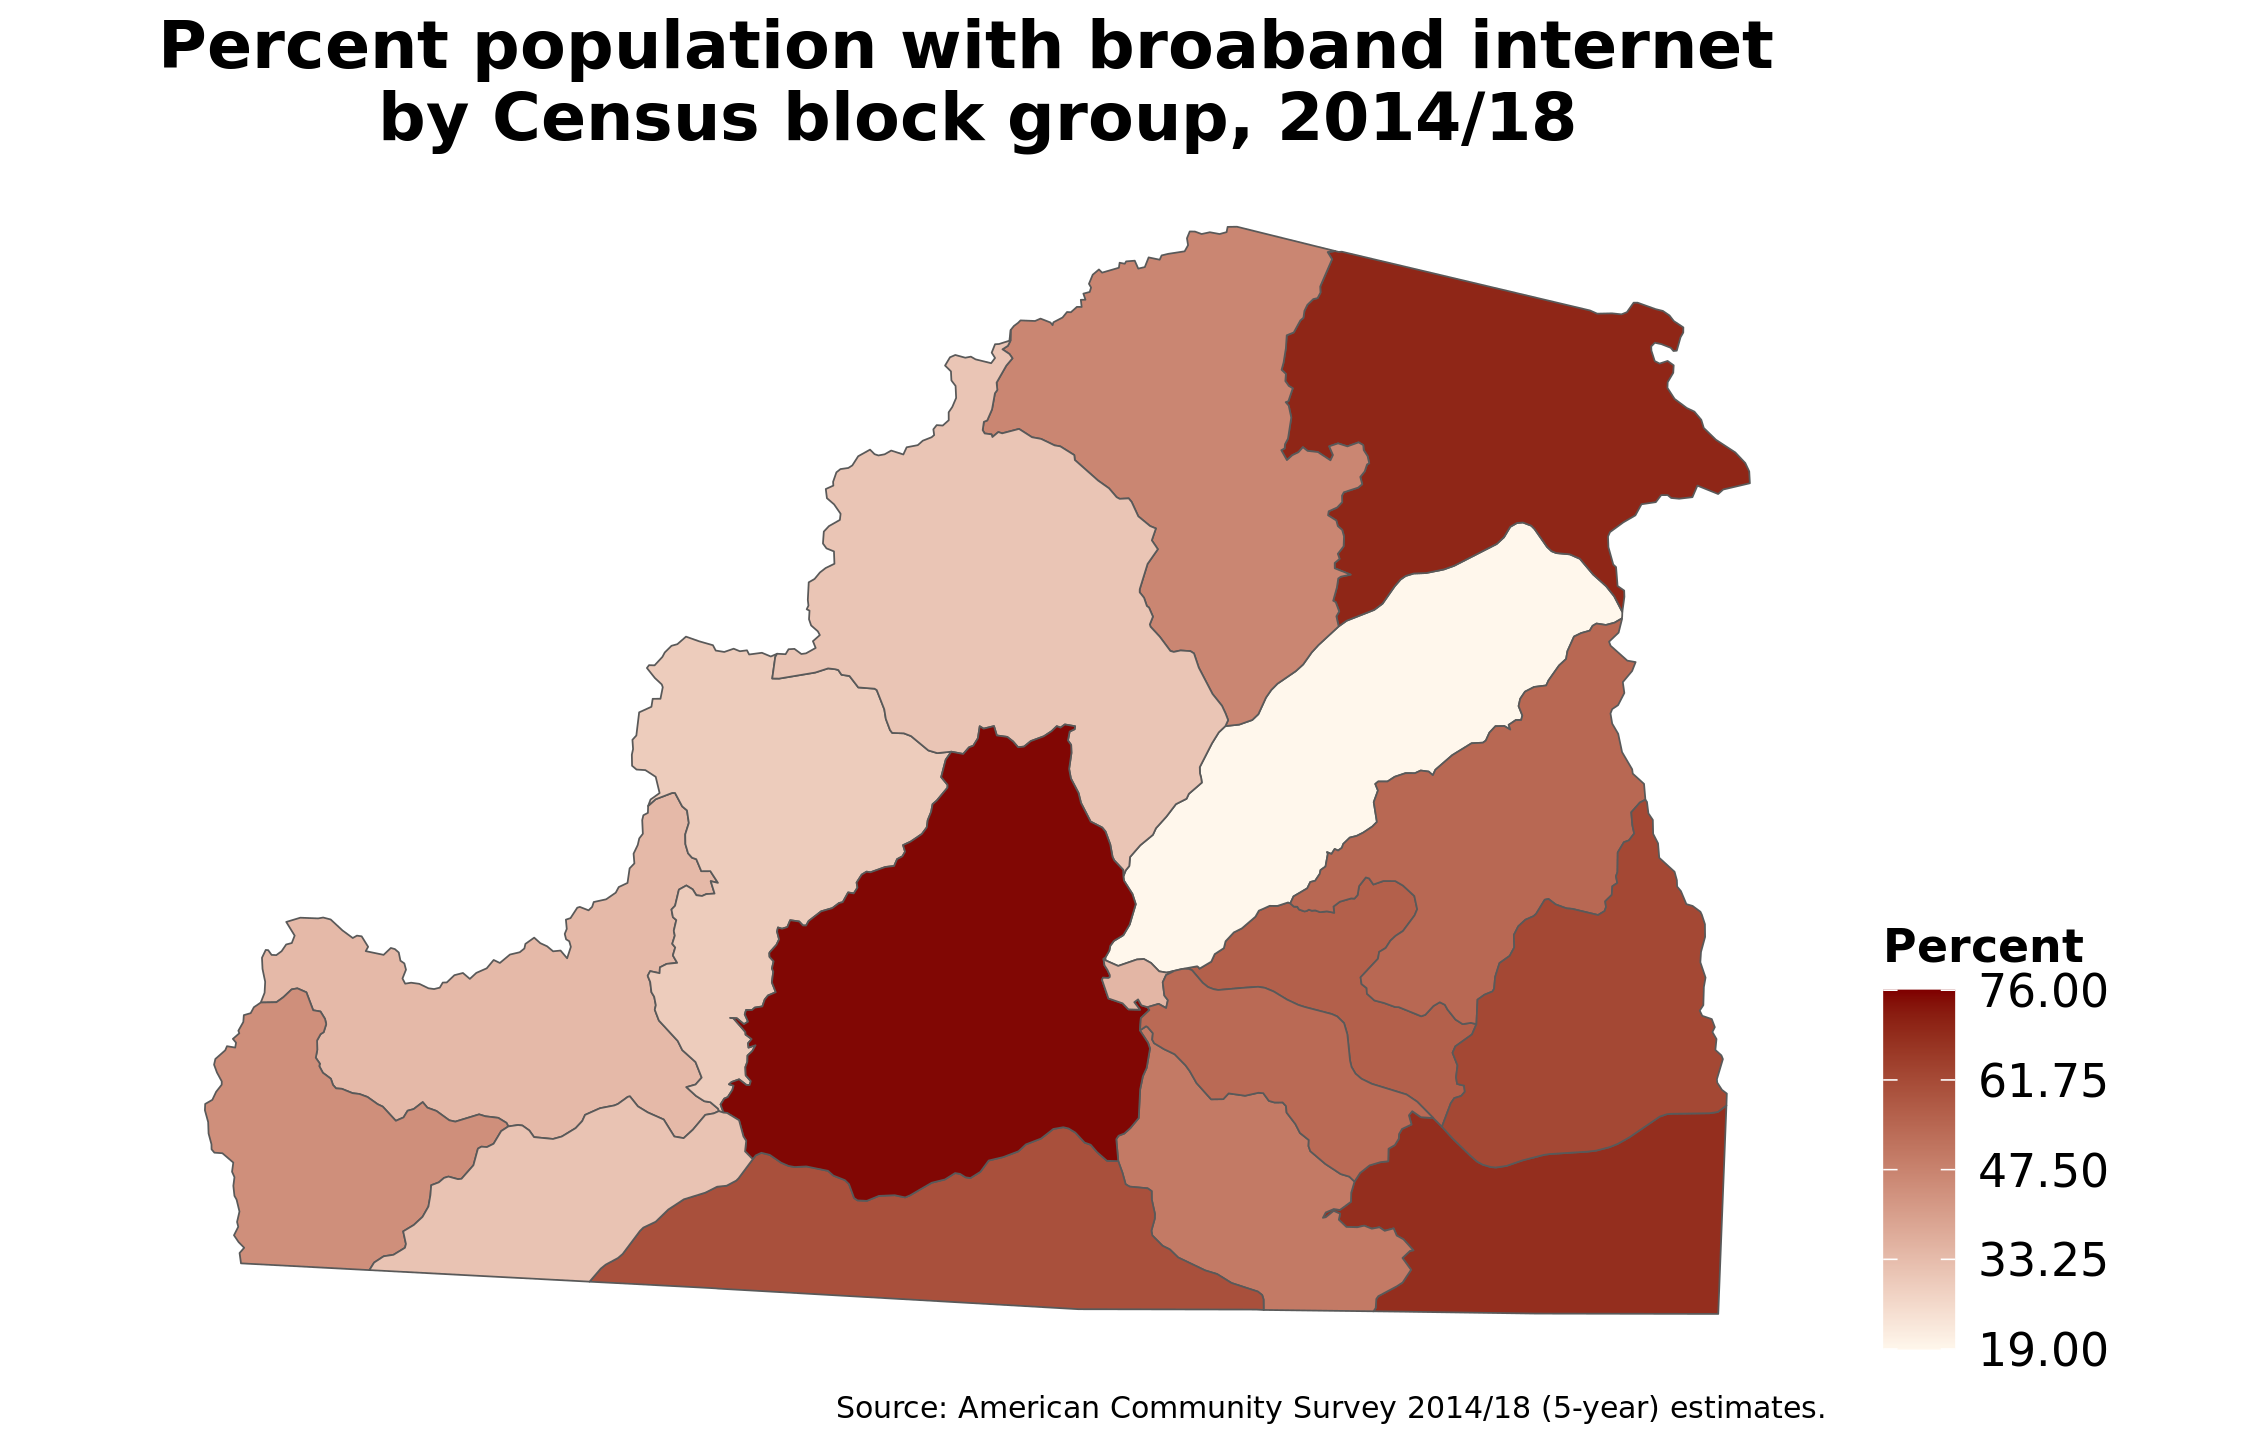 Percent population with broaband internet
by Census block group, 2014/18
Percent
76.00
61.75
47.50
33.25
19.00
Source: American Community Survey 2014/18 (5-year) estimates.